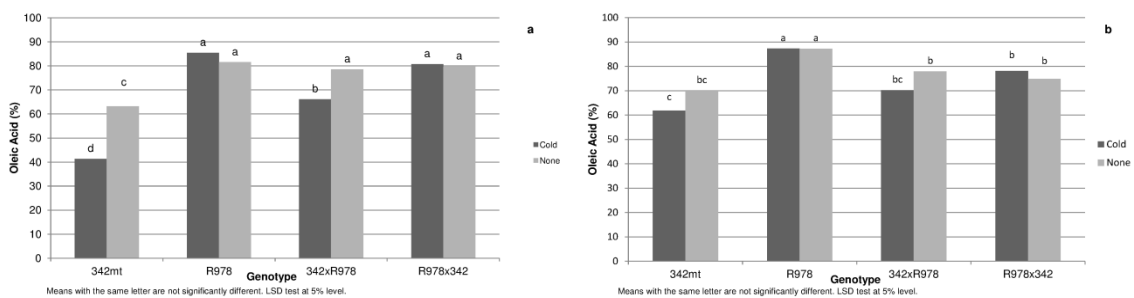 a
100
90
80
70
60
50
40
30
20
10
0
Oleic Acid (%)
d
c
a
a
b
a
a
a
342mt
R978
342xR978
R978x342
Genotype
Cold
None
Means with the same letter are not significantly different. LSD test at 5% level.
b
100
90
80
70
60
50
40
30
20
10
0
Oleic Acid (%)
c
bc
a
a
bc
b
b
b
342mt
R978
342xR978
R978x342
Genotype
Cold
None
Means with the same letter are not significantly different. LSD test at 5% level.